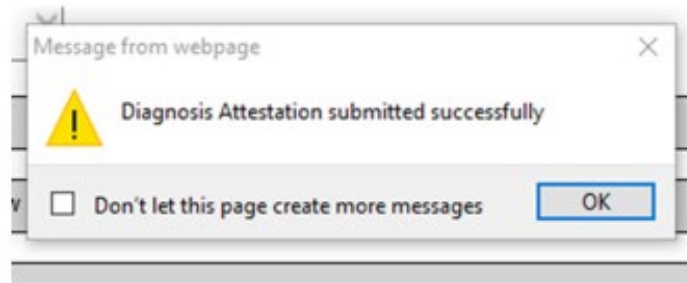 Message from webpage
Diagnosis Attestation submitted successfully
Don't let this page create more messages
OK